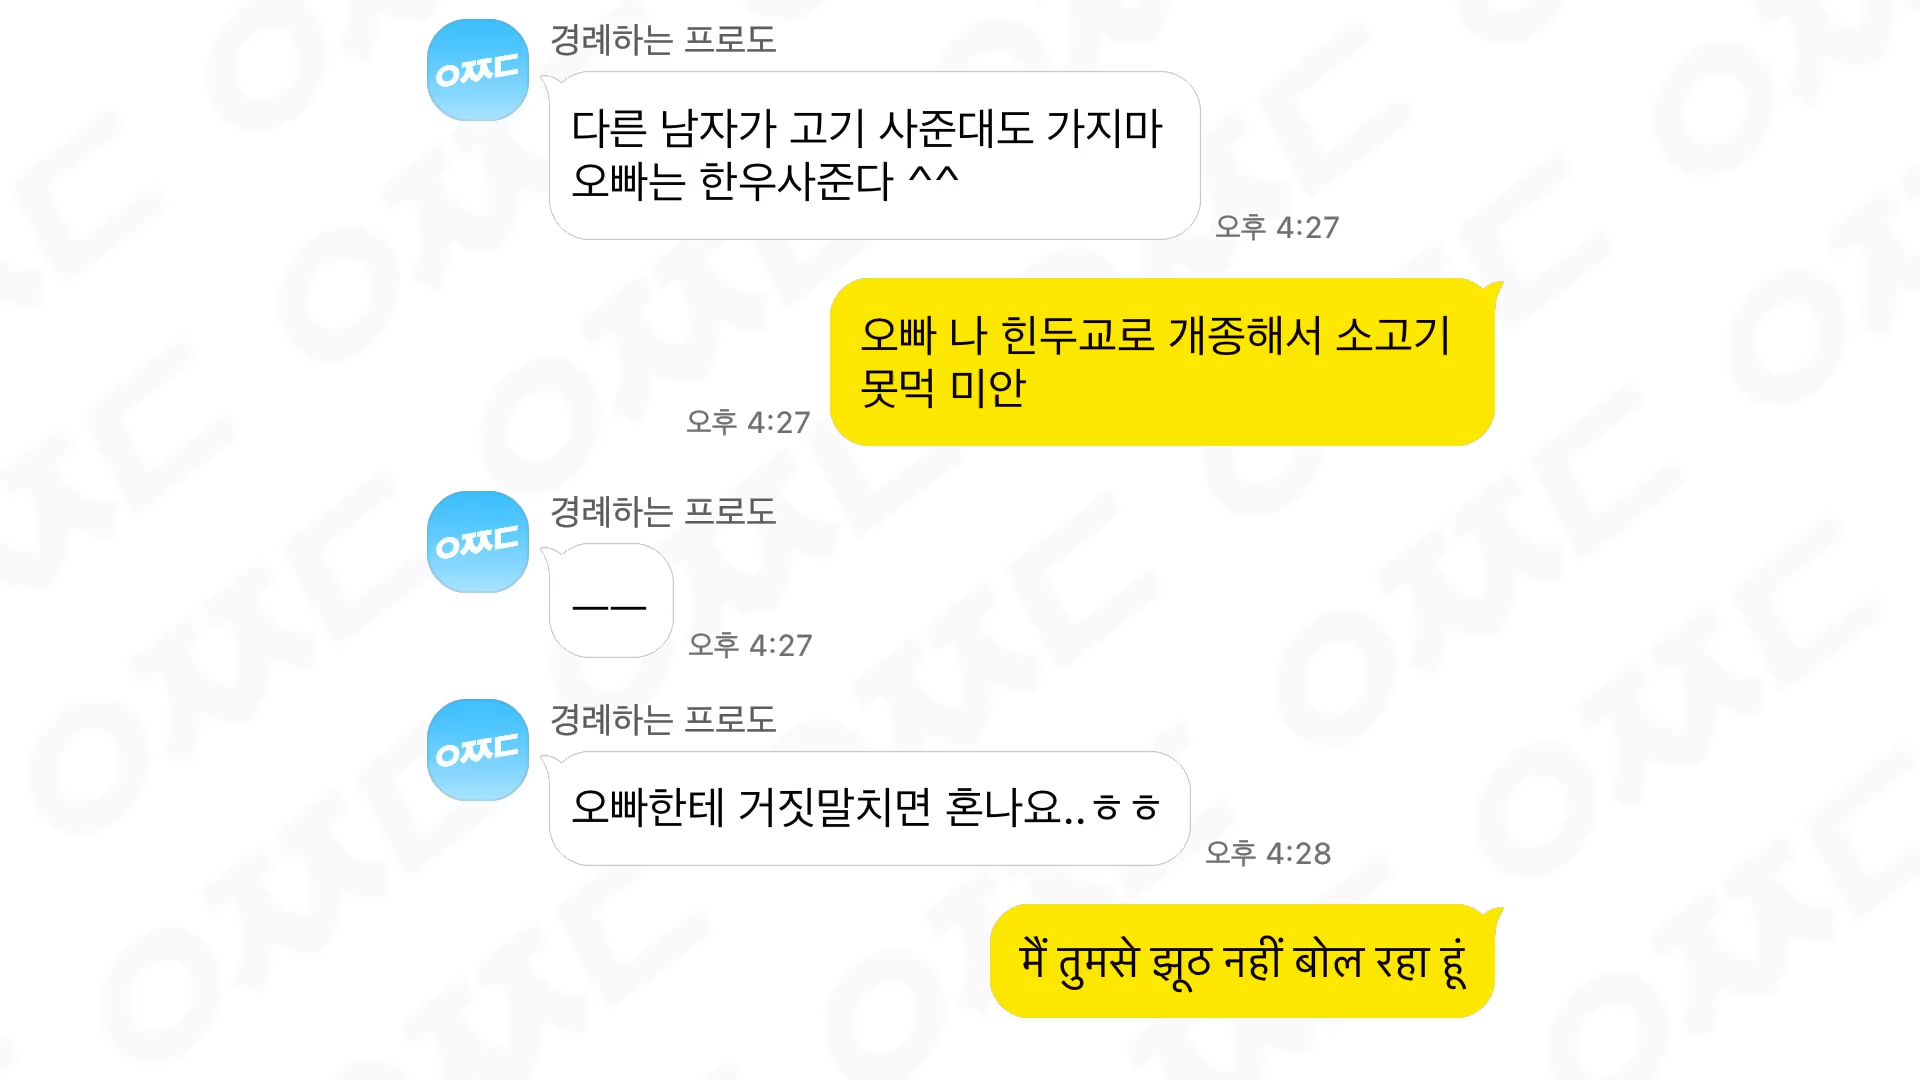 어쩌다
경례하는 프로도
다른 남자가 고기 사준대도 가지마
오빠는 한우사준다 ^^
오후 4:27
오빠 나 힌두교로 개종해서 소고기
못먹 미안
오후 4:27
경례하는 프로도
ㅡㅡ
오후 4:27
경례하는 프로도
오빠한테 거짓말치면 혼나요..ㅎㅎ
오후 4:28
मैं तुमसे झूठ नहीं बोल रहा हूं